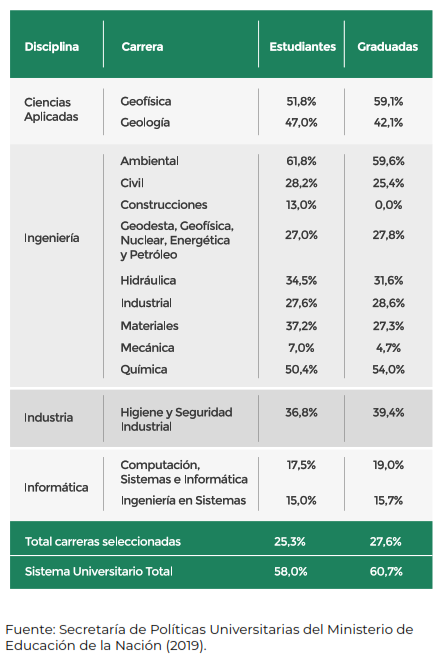 Disciplina Carrera Estudiantes Graduadas
Ciencias
Aplicadas
Geofísica 51,8% 59,1%
Geología 47,0% 42,1%
Ingeniería
Ambiental 61,8% 59,6%
Civil 28,2% 25,4%
Construcciones 13,0% 0,0%
Geodesta, Geofísica,
Nuclear, Energética
y Petróleo
27,0% 27,8%
Hidráulica 34,5% 31,6%
Industrial 27,6% 28,6%
Materiales 37,2% 27,3%
Mecánica 7,0% 4,7%
Química 50,4% 54,0%
Industria
Higiene y Seguridad
Industrial
36,8% 39,4%
Informática
Computación,
Sistemas e Informática
17,5% 19,0%
Ingeniería en Sistemas 15,0% 15,7%
Total carreras seleccionadas 25,3% 27,6%
Sistema Universitario Total 58,0% 60,7%
Fuente: Secretaría de Políticas Universitarias del Ministerio de
Educación de la Nación (2019).